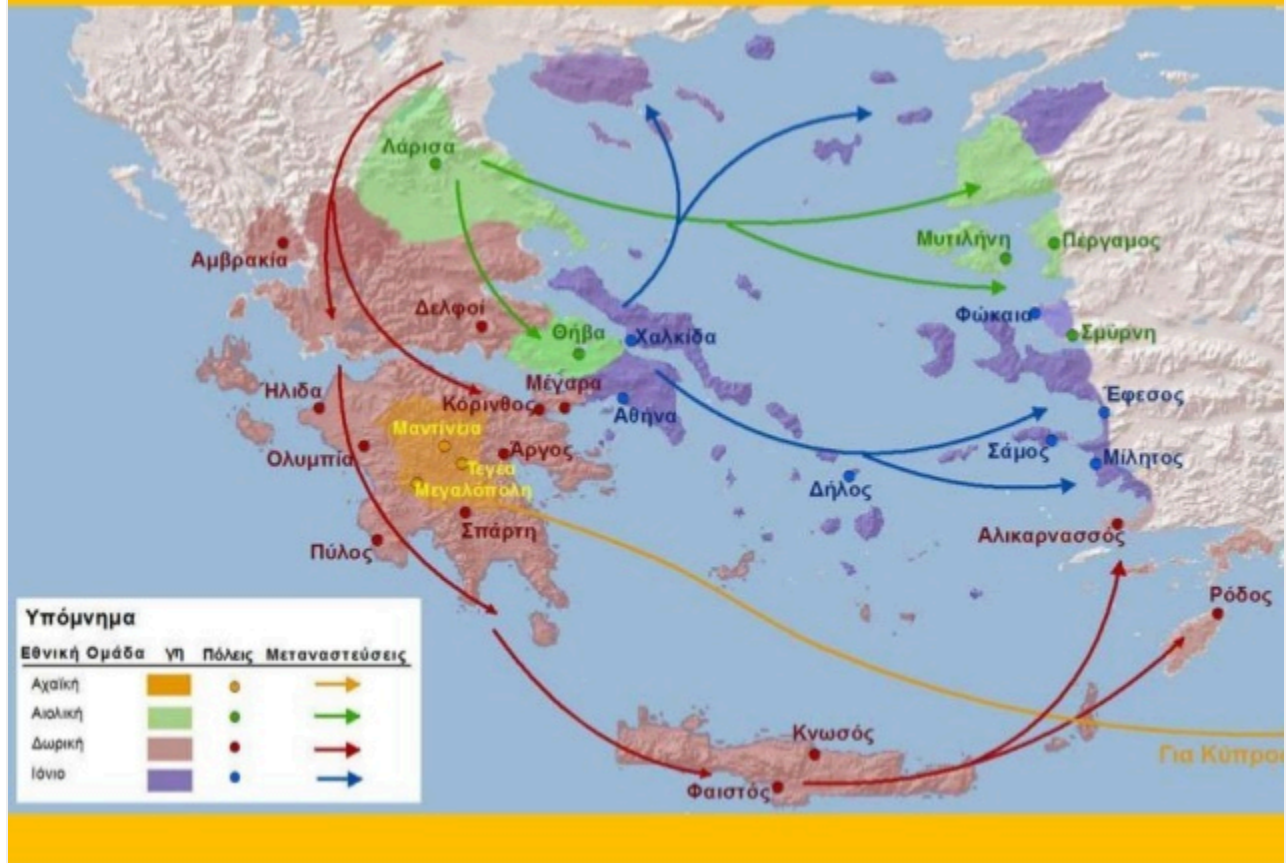 Λάρισα
Αμβρακία
Δελφοί
Θήβα
Χαλκίδα
Μυτιλήνη
Πέργαμος
Φώκαια
Σμύρνη
Ήλιδα
Μέγαρα
Κόρινθος
Αθήνα
Έφεσος
Μαντίνεια
Ολυμπία
Άργος
Τεγέα
Σάμος
Μίλητος
Μεγαλόπολη
Δήλος
Σπάρτη
Πύλος
Αλικαρνασσός
Ρόδος
Κνωσός
Φαιστός
Για Κύπρο
Υπόμνημα
Εθνική Ομάδα γη Πόλεις Μεταναστεύσεις
Αχαϊκή
Αιολική
Δωρική
Ιόνιο